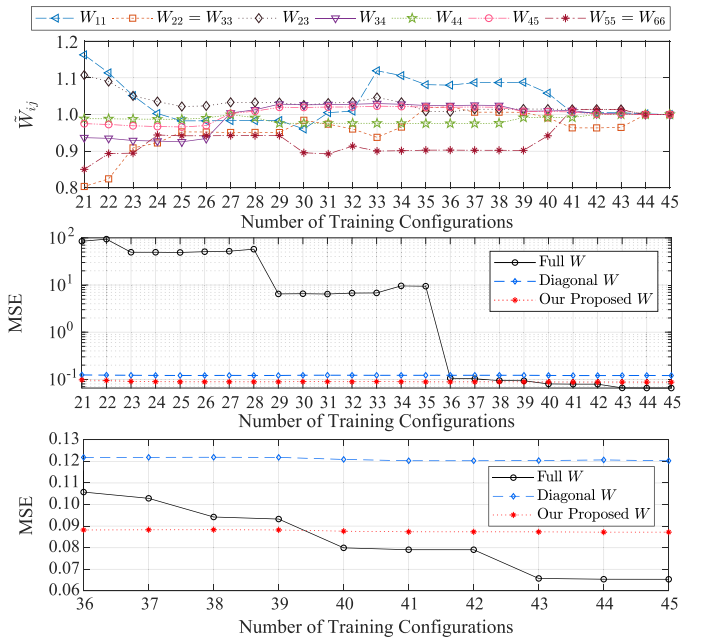 W₁₁ W₂₂ = W₃₃ W₂₃ W₃₄ W₄₄ W₄₅ W₅₅ = W₆₆
1.2
1.1
1.0
0.9
0.8
W̄ᵢⱼ
21 22 23 24 25 26 27 28 29 30 31 32 33 34 35 36 37 38 39 40 41 42 43 44 45
Number of Training Configurations
10²
10¹
10⁰
10⁻¹
MSE
Full W
Diagonal W
Our Proposed W
21 22 23 24 25 26 27 28 29 30 31 32 33 34 35 36 37 38 39 40 41 42 43 44 45
Number of Training Configurations
0.13
0.12
0.11
0.10
0.09
0.08
0.07
0.06
MSE
Full W
Diagonal W
Our Proposed W
36 37 38 39 40 41 42 43 44 45
Number of Training Configurations